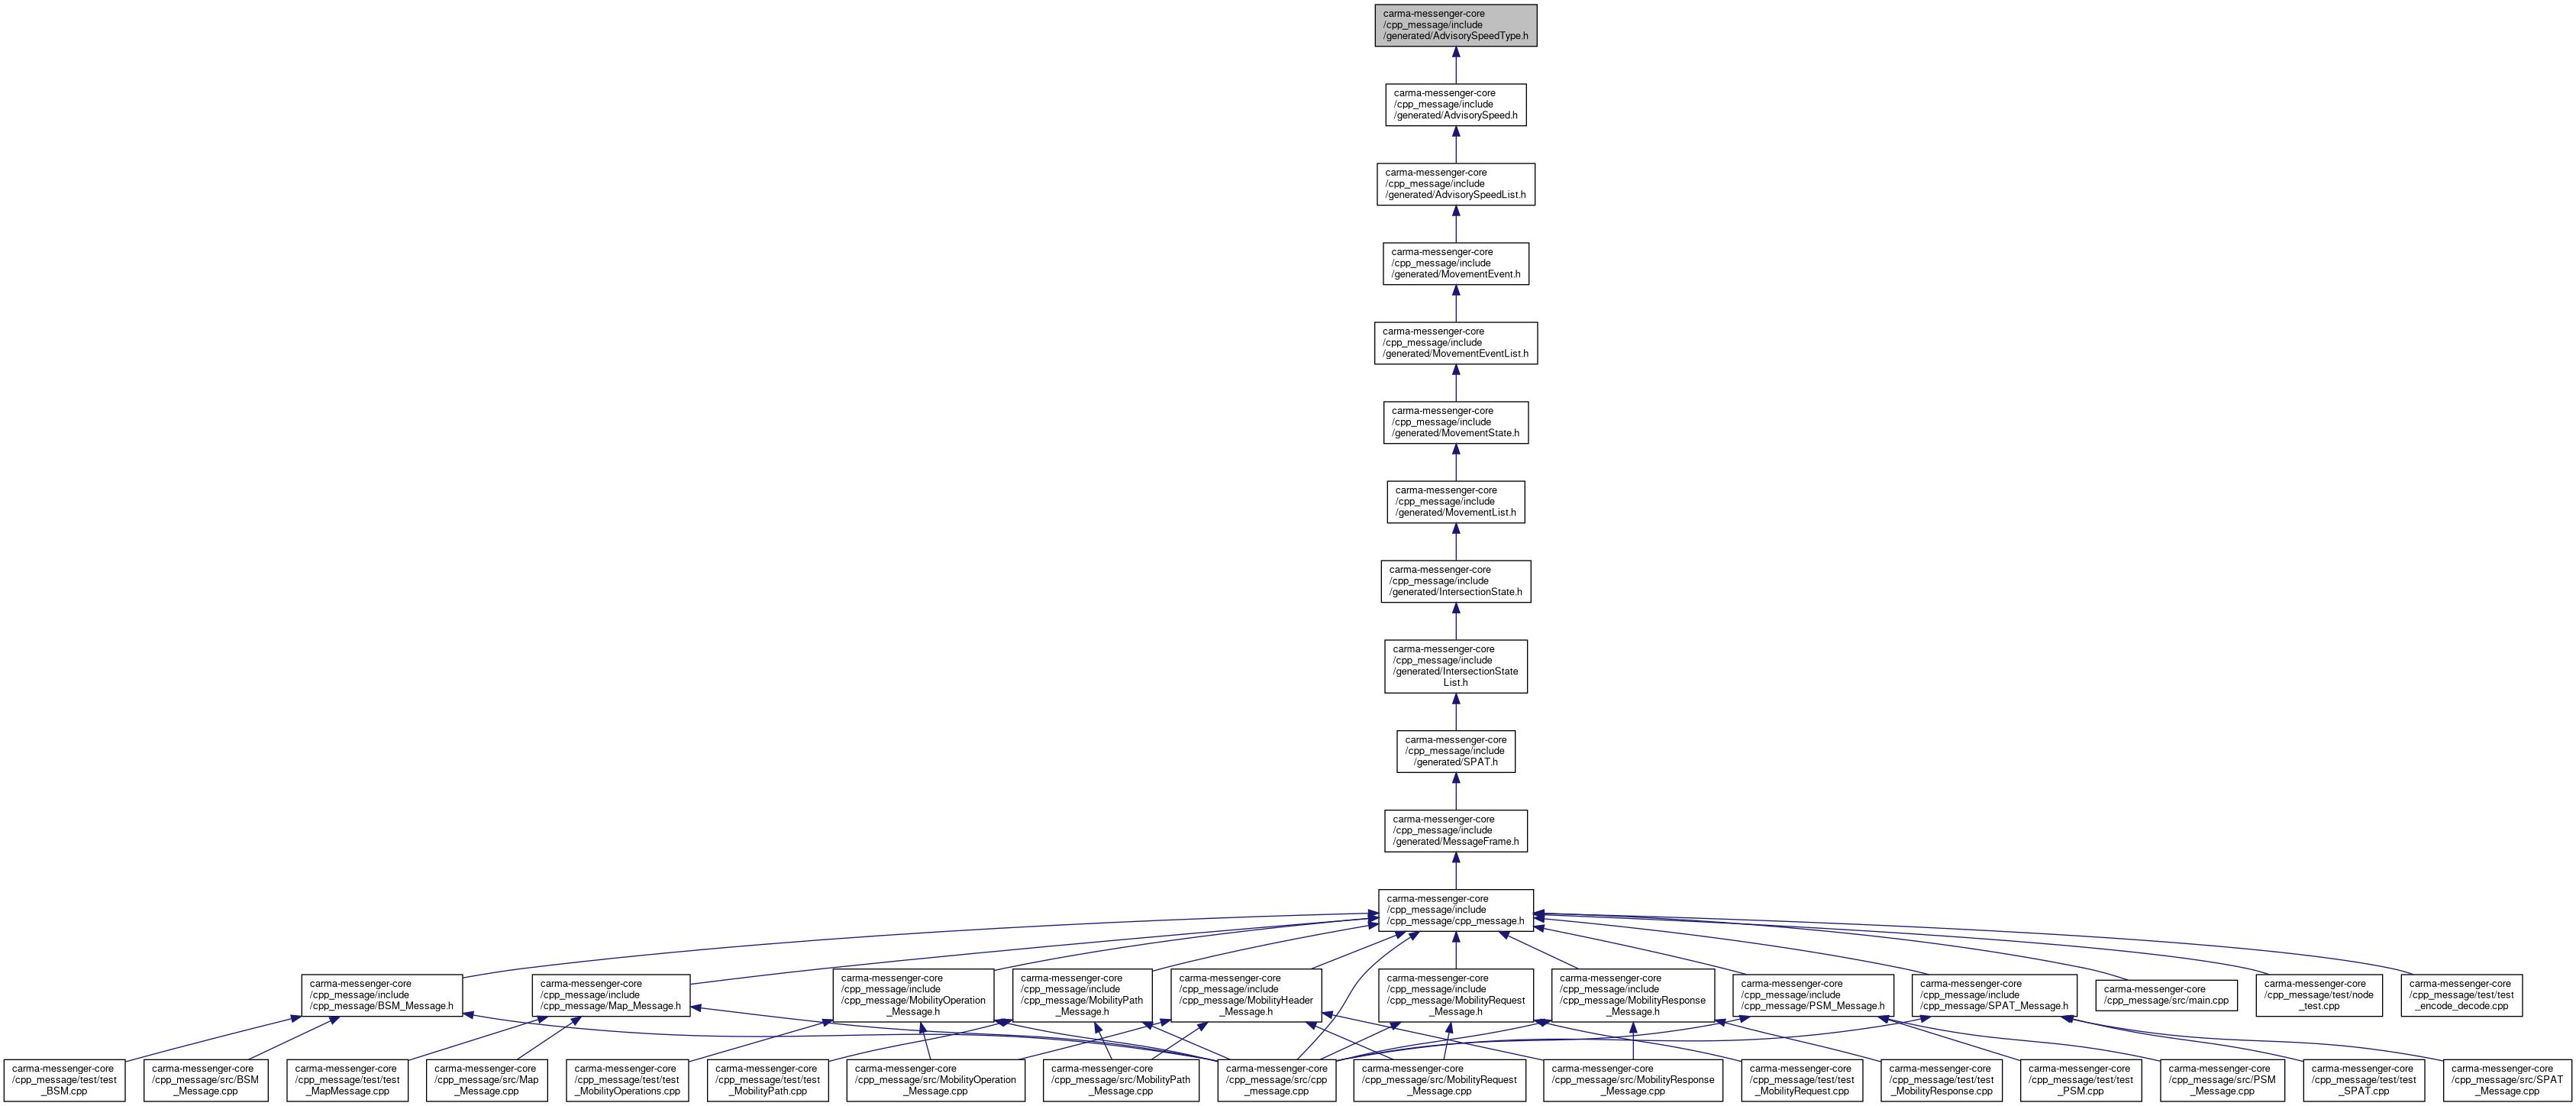 carma-messenger-core
/cpp_message/include
/generated/AdvisorySpeedType.h
carma-messenger-core
/cpp_message/include
/generated/AdvisorySpeed.h
carma-messenger-core
/cpp_message/include
/generated/AdvisorySpeedList.h
carma-messenger-core
/cpp_message/include
/generated/MovementEvent.h
carma-messenger-core
/cpp_message/include
/generated/MovementEventList.h
carma-messenger-core
/cpp_message/include
/generated/MovementState.h
carma-messenger-core
/cpp_message/include
/generated/MovementList.h
carma-messenger-core
/cpp_message/include
/generated/IntersectionState.h
carma-messenger-core
/cpp_message/include
/generated/IntersectionState
List.h
carma-messenger-core
/cpp_message/include
/generated/SPAT.h
carma-messenger-core
/cpp_message/include
/generated/MessageFrame.h
carma-messenger-core
/cpp_message/include
/cpp_message/cpp_message.h
carma-messenger-core
/cpp_message/include
/cpp_message/BSM_Message.h
carma-messenger-core
/cpp_message/include
/cpp_message/Map_Message.h
carma-messenger-core
/cpp_message/include
/cpp_message/MobilityOperation
_Message.h
carma-messenger-core
/cpp_message/include
/cpp_message/MobilityPath
_Message.h
carma-messenger-core
/cpp_message/include
/cpp_message/MobilityHeader
_Message.h
carma-messenger-core
/cpp_message/include
/cpp_message/MobilityRequest
_Message.h
carma-messenger-core
/cpp_message/include
/cpp_message/MobilityResponse
_Message.h
carma-messenger-core
/cpp_message/include
/cpp_message/PSM_Message.h
carma-messenger-core
/cpp_message/include
/cpp_message/SPAT_Message.h
carma-messenger-core
/cpp_message/src/main.cpp
carma-messenger-core
/cpp_message/test/node
_test.cpp
carma-messenger-core
/cpp_message/test/test
_encode_decode.cpp
carma-messenger-core
/cpp_message/test/test
_BSM.cpp
carma-messenger-core
/cpp_message/src/BSM
_Message.cpp
carma-messenger-core
/cpp_message/test/test
_MapMessage.cpp
carma-messenger-core
/cpp_message/src/Map
_Message.cpp
carma-messenger-core
/cpp_message/test/test
_MobilityOperations.cpp
carma-messenger-core
/cpp_message/test/test
_MobilityPath.cpp
carma-messenger-core
/cpp_message/src/MobilityOperation
_Message.cpp
carma-messenger-core
/cpp_message/src/MobilityPath
_Message.cpp
carma-messenger-core
/cpp_message/src/cpp
_message.cpp
carma-messenger-core
/cpp_message/src/MobilityRequest
_Message.cpp
carma-messenger-core
/cpp_message/src/MobilityResponse
_Message.cpp
carma-messenger-core
/cpp_message/test/test
_MobilityRequest.cpp
carma-messenger-core
/cpp_message/test/test
_MobilityResponse.cpp
carma-messenger-core
/cpp_message/test/test
_PSM.cpp
carma-messenger-core
/cpp_message/src/PSM
_Message.cpp
carma-messenger-core
/cpp_message/test/test
_SPAT.cpp
carma-messenger-core
/cpp_message/src/SPAT
_Message.cpp